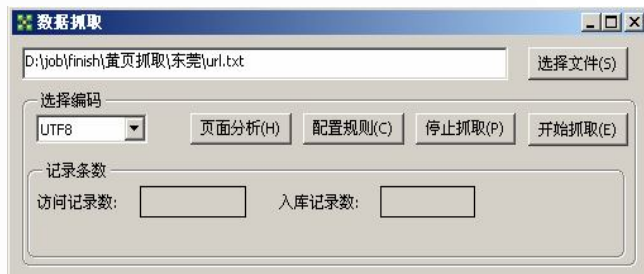 数据抓取
D:\job\finish\黄页抓取\东莞\url.txt 选择文件(S)
选择编码
UTF8 页面分析(H) 配置规则(C) 停止抓取(P) 开始抓取(E)
记录条数
访问记录数: 入库记录数: